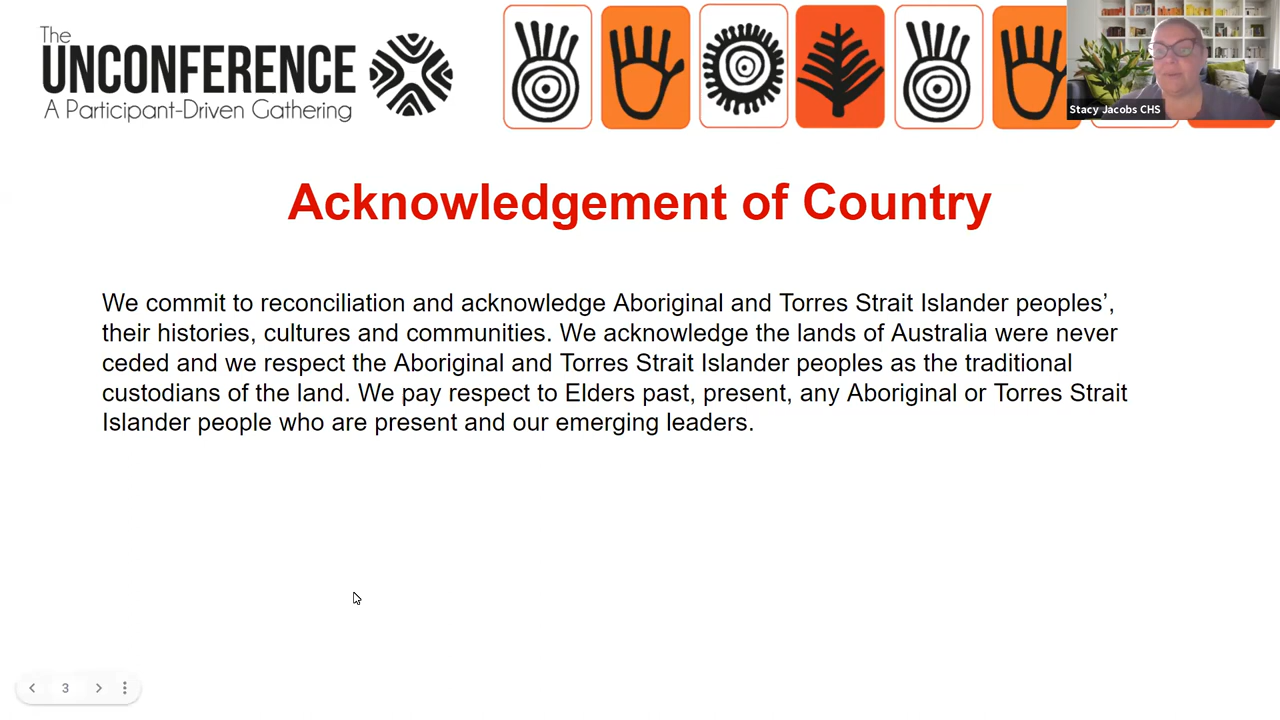 The
UNCONFERENCE
A Participant-Driven Gathering
Stacy Jacobs CHS
Acknowledgement of Country
We commit to reconciliation and acknowledge Aboriginal and Torres Strait Islander peoples’,
their histories, cultures and communities. We acknowledge the lands of Australia were never
ceded and we respect the Aboriginal and Torres Strait Islander peoples as the traditional
custodians of the land. We pay respect to Elders past, present, any Aboriginal or Torres Strait
Islander people who are present and our emerging leaders.
3